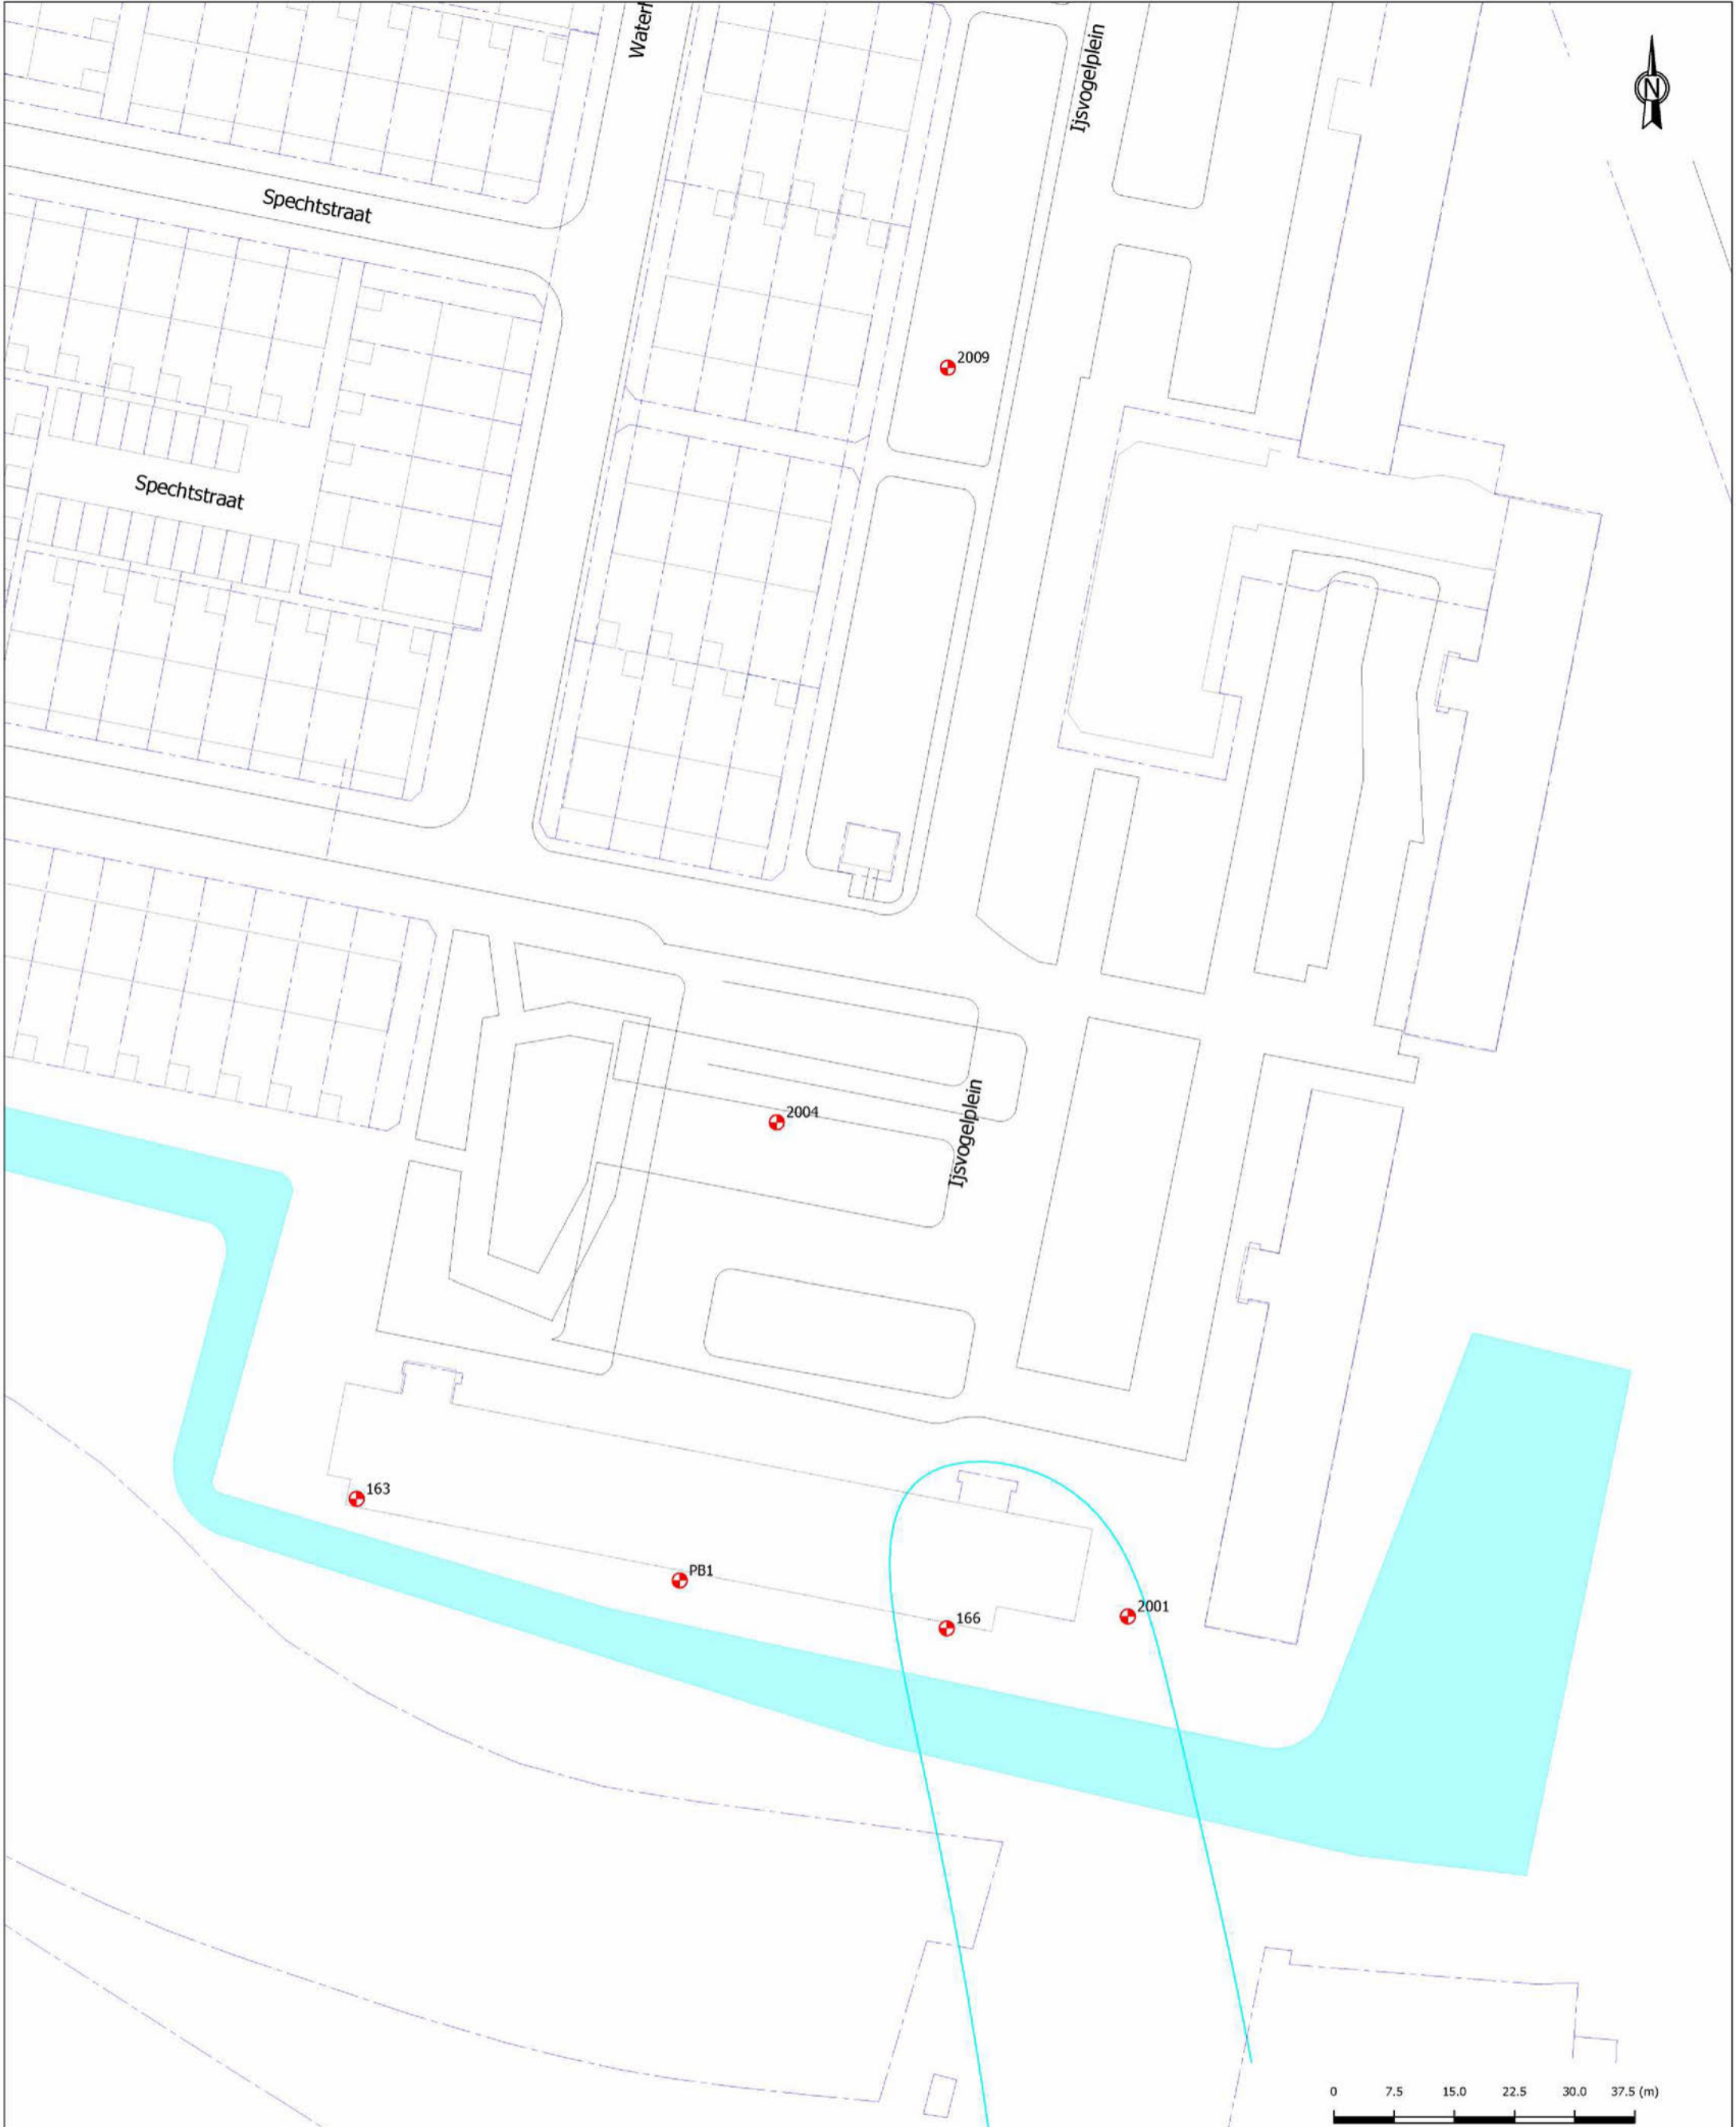 Ijsvogelplein
N
Spechtstraat
2009
Spechtstraat
2004
Ijsvogelplein
163
PB1
166
2001
0 7.5 15.0 22.5 30.0 37.5 (m)